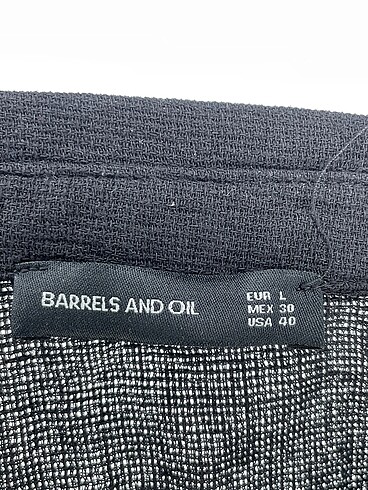 BARRELS AND OIL
EUR L
MEX 30
USA 40